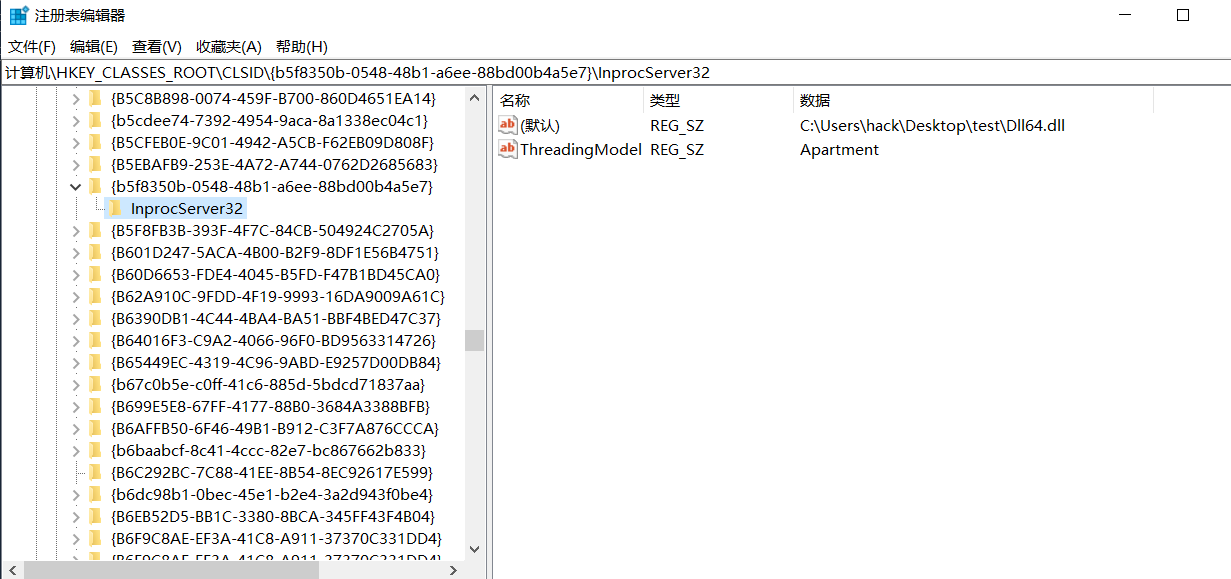 注册表编辑器
文件(F) 编辑(E) 查看(V) 收藏夹(A) 帮助(H)
计算机\HKEY_CLASSES_ROOT\CLSID\{b5f8350b-0548-48b1-a6ee-88bd00b4a5e7}\InprocServer32
{B5C8B898-0074-459F-B700-860D4651EA14}
{b5cdee74-7392-4954-9aca-8a1338ec04c1}
{B5CFEB0E-9C01-4942-A5CB-F62EB09D808F}
{B5EBAFB9-253E-4A72-A744-0762D2685683}
{b5f8350b-0548-48b1-a6ee-88bd00b4a5e7}
InprocServer32
{B5F8FB3B-393F-4F7C-84CB-504924C2705A}
{B601D247-5ACA-4B00-B2F9-8DF1E56B4751}
{B60D6653-FDE4-4045-B5FD-F47B1BD45CA0}
{B62A910C-9FDD-4F19-9993-16DA9009A61C}
{B6390DB1-4C44-4BA4-BA51-BBF4BED47C37}
{B64016F3-C9A2-4066-96F0-BD9563314726}
{B65449EC-4319-4C96-9ABD-E9257D00DB84}
{b67c0b5e-c0ff-41c6-885d-5bdcd71837aa}
{B699E5E8-67FF-4177-88B0-3684A3388BFB}
{B6AFFB50-6F46-49B1-B912-C3F7A876CCCA}
{b6baabcf-8c41-4ccc-82e7-bc867662b833}
{B6C292BC-7C88-41EE-8B54-8EC92617E599}
{b6dc98b1-0bec-45e1-b2e4-3a2d943f0be4}
{B6EB52D5-BB1C-3380-8BCA-345FF43F4B04}
{B6F9C8AE-EF3A-41C8-A911-37370C331DD4}
{B6F9C8AF-EF3A-41C8-A911-37370C331DD4}
名称 类型 数据
ab (默认) REG_SZ C:\Users\hack\Desktop\test\Dll64.dll
ab ThreadingModel REG_SZ Apartment